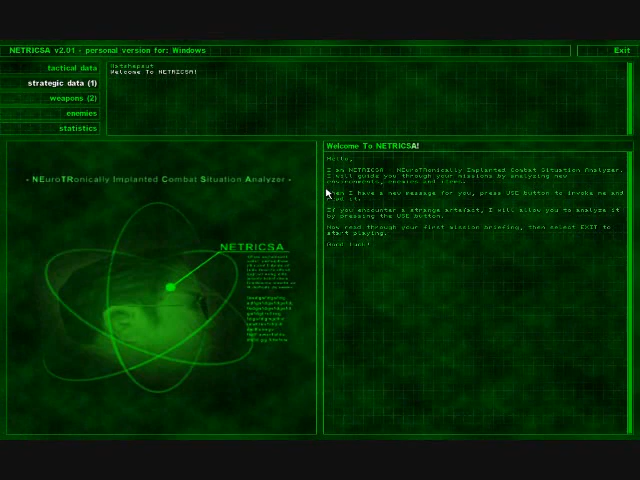 NETRICSA v2.01 - personal version for: Windows
Exit
tactical data
strategic data (1)
weapons (2)
enemies
statistics
Hatshepsut
Welcome To NETRICSA!
- NEuroTRonically Implanted Combat Situation Analyzer -
NETRICSA
Welcome To NETRICSA!
Hello,
I am NETRICSA - NEuroTRonically Implanted Combat Situation Analyzer.
I will guide you through your missions by analyzing new
environments, enemies and items.
When I have a new message for you, press USE button to invoke me and
read it.
If you encounter a strange artefact, I will allow you to analyze it
by pressing the USE button.
Now read through your first mission briefing, then select EXIT to
start playing.
Good luck!